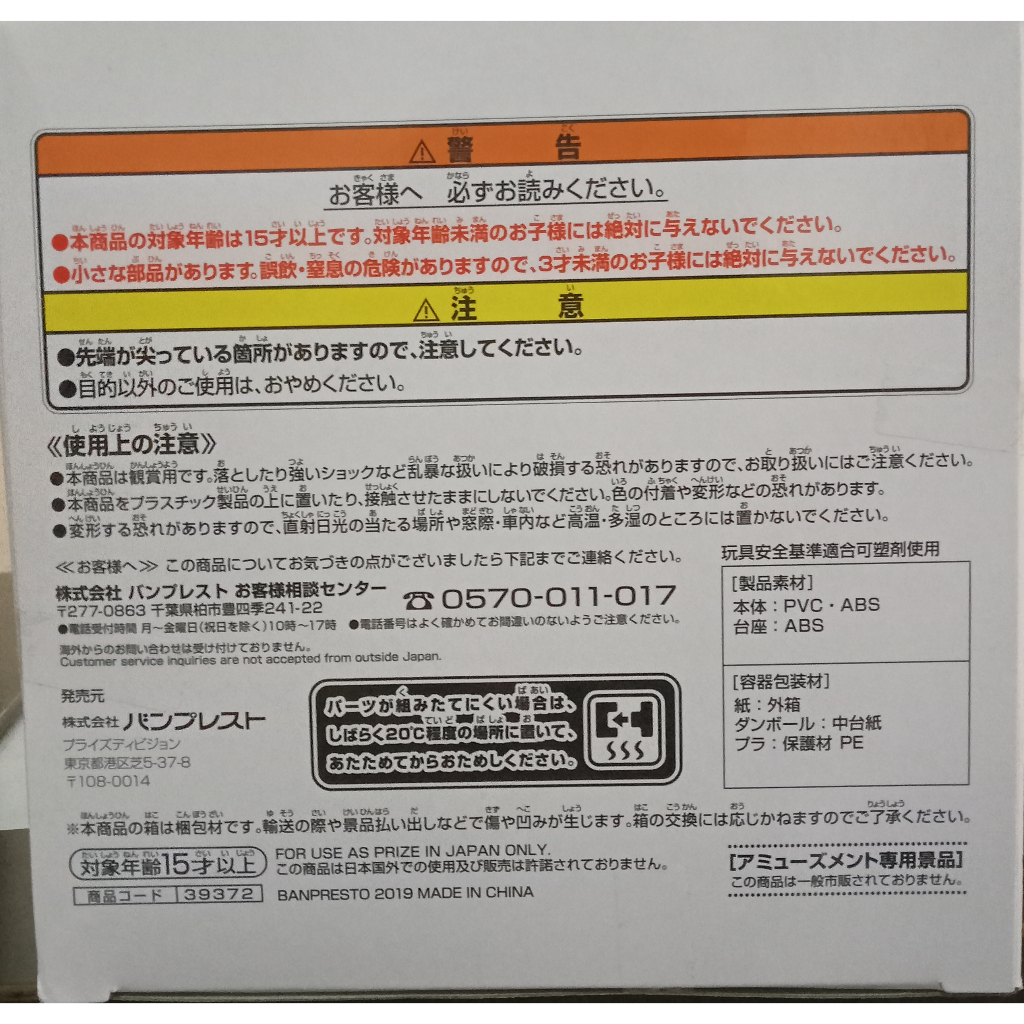 ⚠警告
お客様へ 必ずお読みください。
●本商品の対象年齢は15才以上です。対象年齢未満のお子様には絶対に与えないでください。
●小さな部品があります。誤飲・窒息の危険がありますので、3才未満のお子様には絶対に与えないでください。
⚠注意
●先端が尖っている箇所がありますので、注意してください。
●目的以外のご使用は、おやめください。
《使用上の注意》
●本商品は観賞用です。落としたり強いショックなど乱暴な扱いにより破損する恐れがありますので、お取り扱いにはご注意ください。
●本商品をプラスチック製品の上に置いたり、接触させたままにしないでください。色の付着や変形などの恐れがあります。
●変形する恐れがありますので、直射日光の当たる場所や窓際・車内など高温・多湿のところには置かないでください。
≪お客様へ≫ この商品についてお気づきの点がございましたら下記までご連絡ください。
株式会社 バンプレスト お客様相談センター
〒277-0863 千葉県柏市豊四季241-22
☎0570-011-017
●電話受付時間 月～金曜日(祝日を除く)10時～17時 ●電話番号はよく確かめてお間違いのないようご注意ください。
海外からのお問い合わせは受け付けておりません。
Customer service inquiries are not accepted from outside Japan.
玩具安全基準適合可塑剤使用
[製品素材]
本体：PVC・ABS
台座：ABS
[容器包装材]
紙：外箱
ダンボール：中台紙
プラ：保護材 PE
発売元
株式会社 バンプレスト
プライズディビジョン
東京都港区芝5-37-8
〒108-0014
パーツが組みたてにくい場合は、
しばらく20℃程度の場所に置いて、
あたためてからおためしください。
※本商品の箱は梱包材です。輸送の際や景品払い出しなどで傷や凹みが生じます。箱の交換には応じかねますのでご了承ください。
対象年齢15才以上
FOR USE AS PRIZE IN JAPAN ONLY.
この商品は日本国外での使用及び販売は許諾されておりません。
商品コード 39372
BANPRESTO 2019 MADE IN CHINA
[アミューズメント専用景品]
この商品は一般市販されておりません。